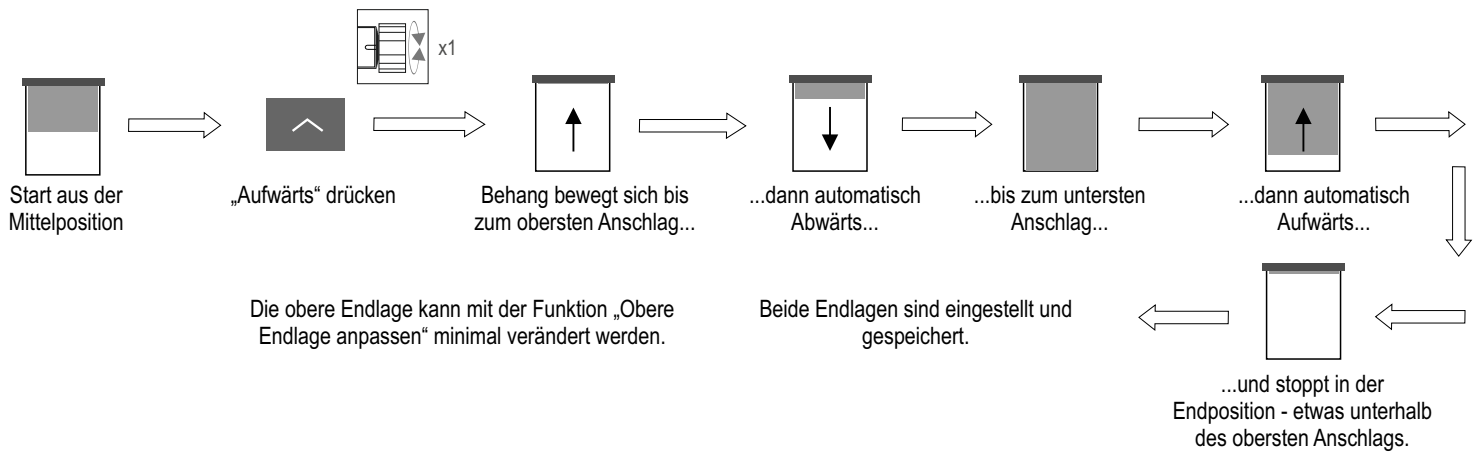 x1
Start aus der
Mittelposition
„Aufwärts“ drücken
Behang bewegt sich bis
zum obersten Anschlag...
...dann automatisch
Abwärts...
...bis zum untersten
Anschlag...
...dann automatisch
Aufwärts...
...und stoppt in der
Endposition - etwas unterhalb
des obersten Anschlags.
Beide Endlagen sind eingestellt und
gespeichert.
Die obere Endlage kann mit der Funktion „Obere
Endlage anpassen“ minimal verändert werden.